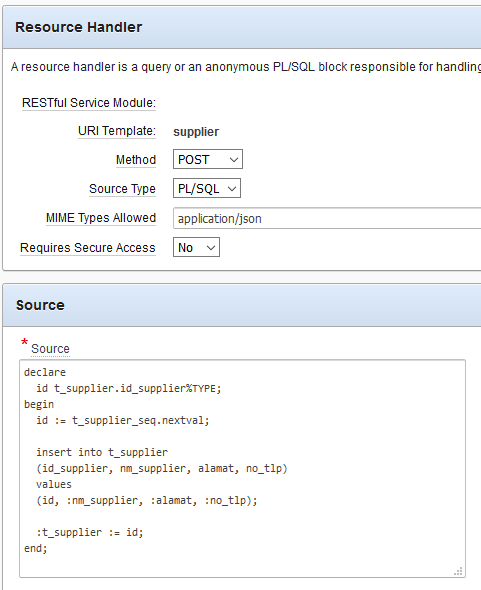 Resource Handler
A resource handler is a query or an anonymous PL/SQL block responsible for handling
RESTful Service Module:
URI Template: supplier
Method POST
Source Type PL/SQL
MIME Types Allowed application/json
Requires Secure Access No
Source
* Source
declare
  id t_supplier.id_supplier%TYPE;
begin
  id := t_supplier_seq.nextval;

  insert into t_supplier
  (id_supplier, nm_supplier, alamat, no_tlp)
  values
  (id, :nm_supplier, :alamat, :no_tlp);

  :t_supplier := id;
end;